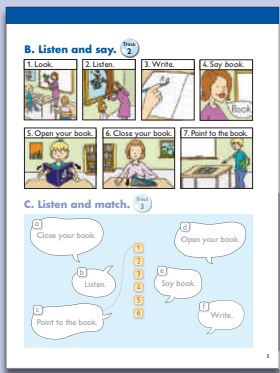 B. Listen and say. Track 2
1. Look.
2. Listen.
3. Write.
4. Say book.
Aa
Book
5. Open your book.
6. Close your book.
7. Point to the book.
C. Listen and match. Track 3
a
Close your book.
d
Open your book.
1
b
Listen.
2
3
e
Say book.
4
c
Point to the book.
5
f
Write.
6
5